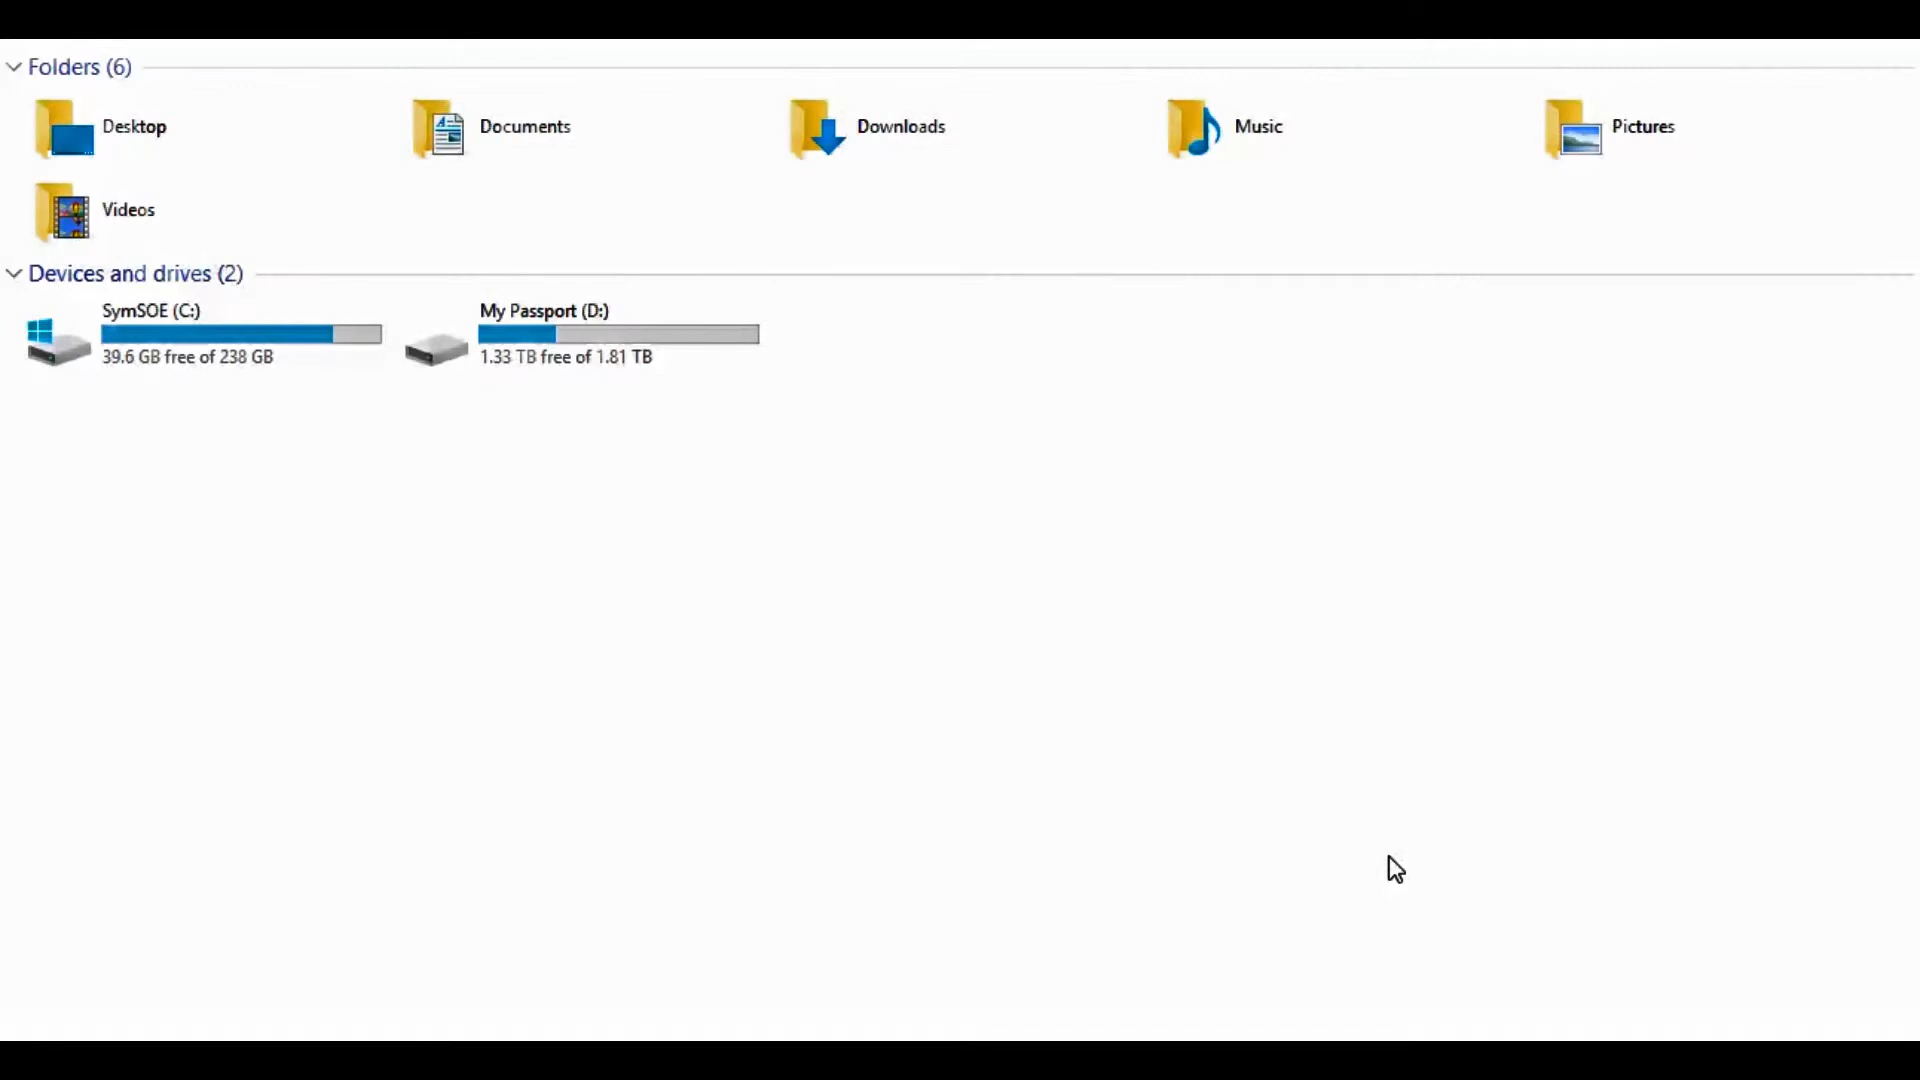 Folders (6)
Desktop
Documents
Downloads
Music
Pictures
Videos
Devices and drives (2)
SymSOE (C:)
39.6 GB free of 238 GB
My Passport (D:)
1.33 TB free of 1.81 TB